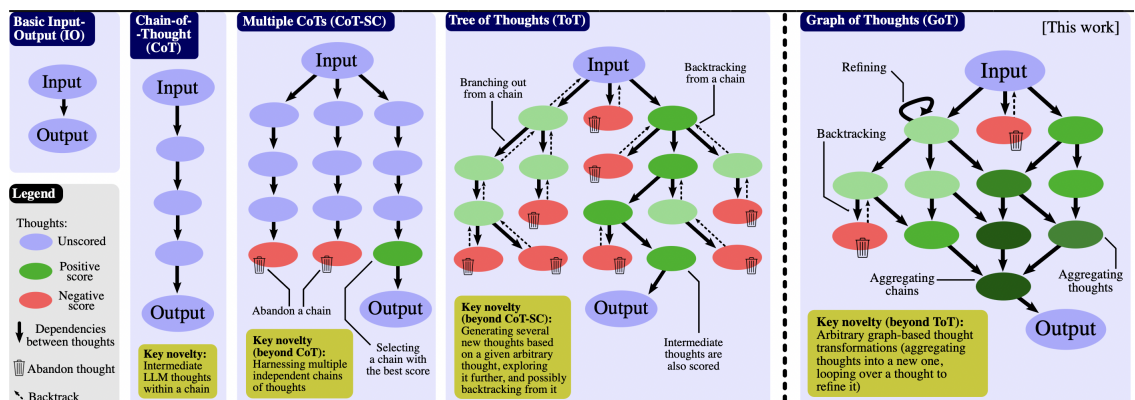 Basic Input-
Output (IO)
Input
Output
Legend
Thoughts:
Unscored
Positive
score
Negative
score
Dependencies
between thoughts
Abandon thought
Backtrack
Chain-of-
-Thought
(CoT)
Input
Output
Key novelty:
Intermediate
LLM thoughts
within a chain
Multiple CoTs (CoT-SC)
Input
Abandon a chain
Output
Selecting
a chain with
the best score
Key novelty
(beyond CoT):
Harnessing multiple
independent chains
of thoughts
Tree of Thoughts (ToT)
Input
Branching out
from a chain
Backtracking
from a chain
Output
Intermediate
thoughts are
also scored
Key novelty
(beyond CoT-SC):
Generating several
new thoughts based
on a given arbitrary
thought, exploring
it further, and possibly
backtracking from it
Graph of Thoughts (GoT)
[This work]
Refining
Input
Backtracking
Aggregating
chains
Aggregating
thoughts
Output
Key novelty (beyond ToT):
Arbitrary graph-based thought
transformations (aggregating
thoughts into a new one,
looping over a thought to
refine it)